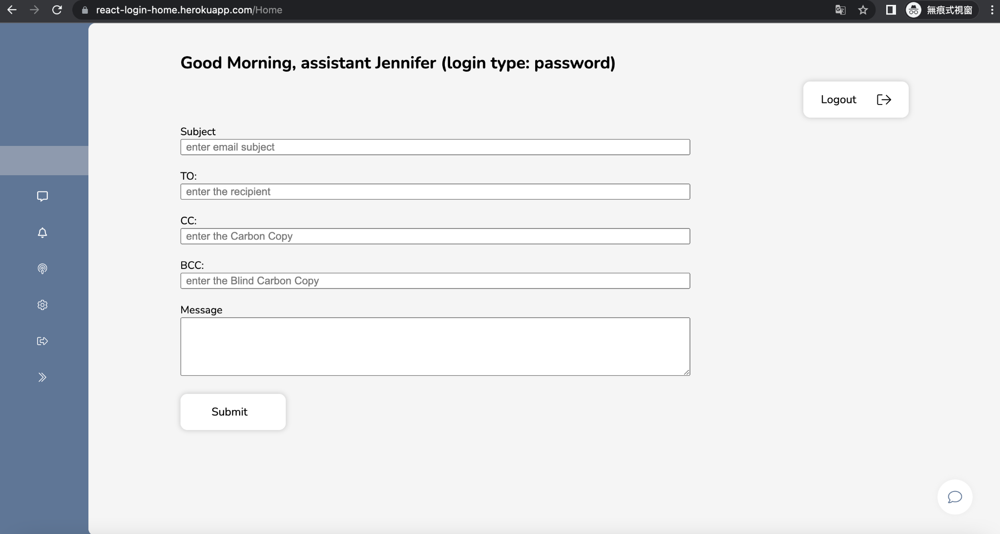 react-login-home.herokuapp.com/Home
無痕式視窗
Good Morning, assistant Jennifer (login type: password)
Logout
Subject
enter email subject
TO:
enter the recipient
CC:
enter the Carbon Copy
BCC:
enter the Blind Carbon Copy
Message
Submit